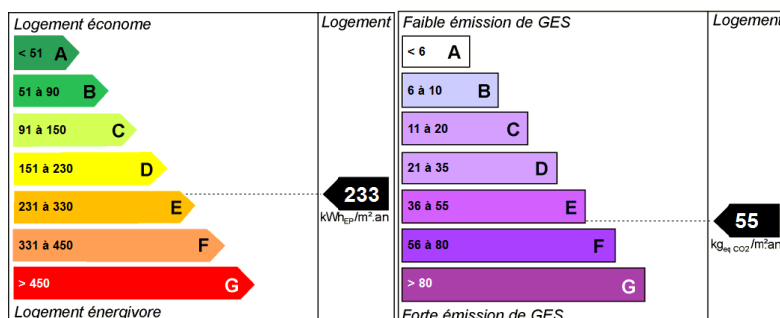 Logement économe
Logement
< 51 A
51 à 90 B
91 à 150 C
151 à 230 D
231 à 330 E
331 à 450 F
> 450 G
233
kWhEP/m².an
Logement énergivore
Faible émission de GES
Logement
< 6 A
6 à 10 B
11 à 20 C
21 à 35 D
36 à 55 E
56 à 80 F
> 80 G
55
kgeq CO2/m²an
Forte émission de GES